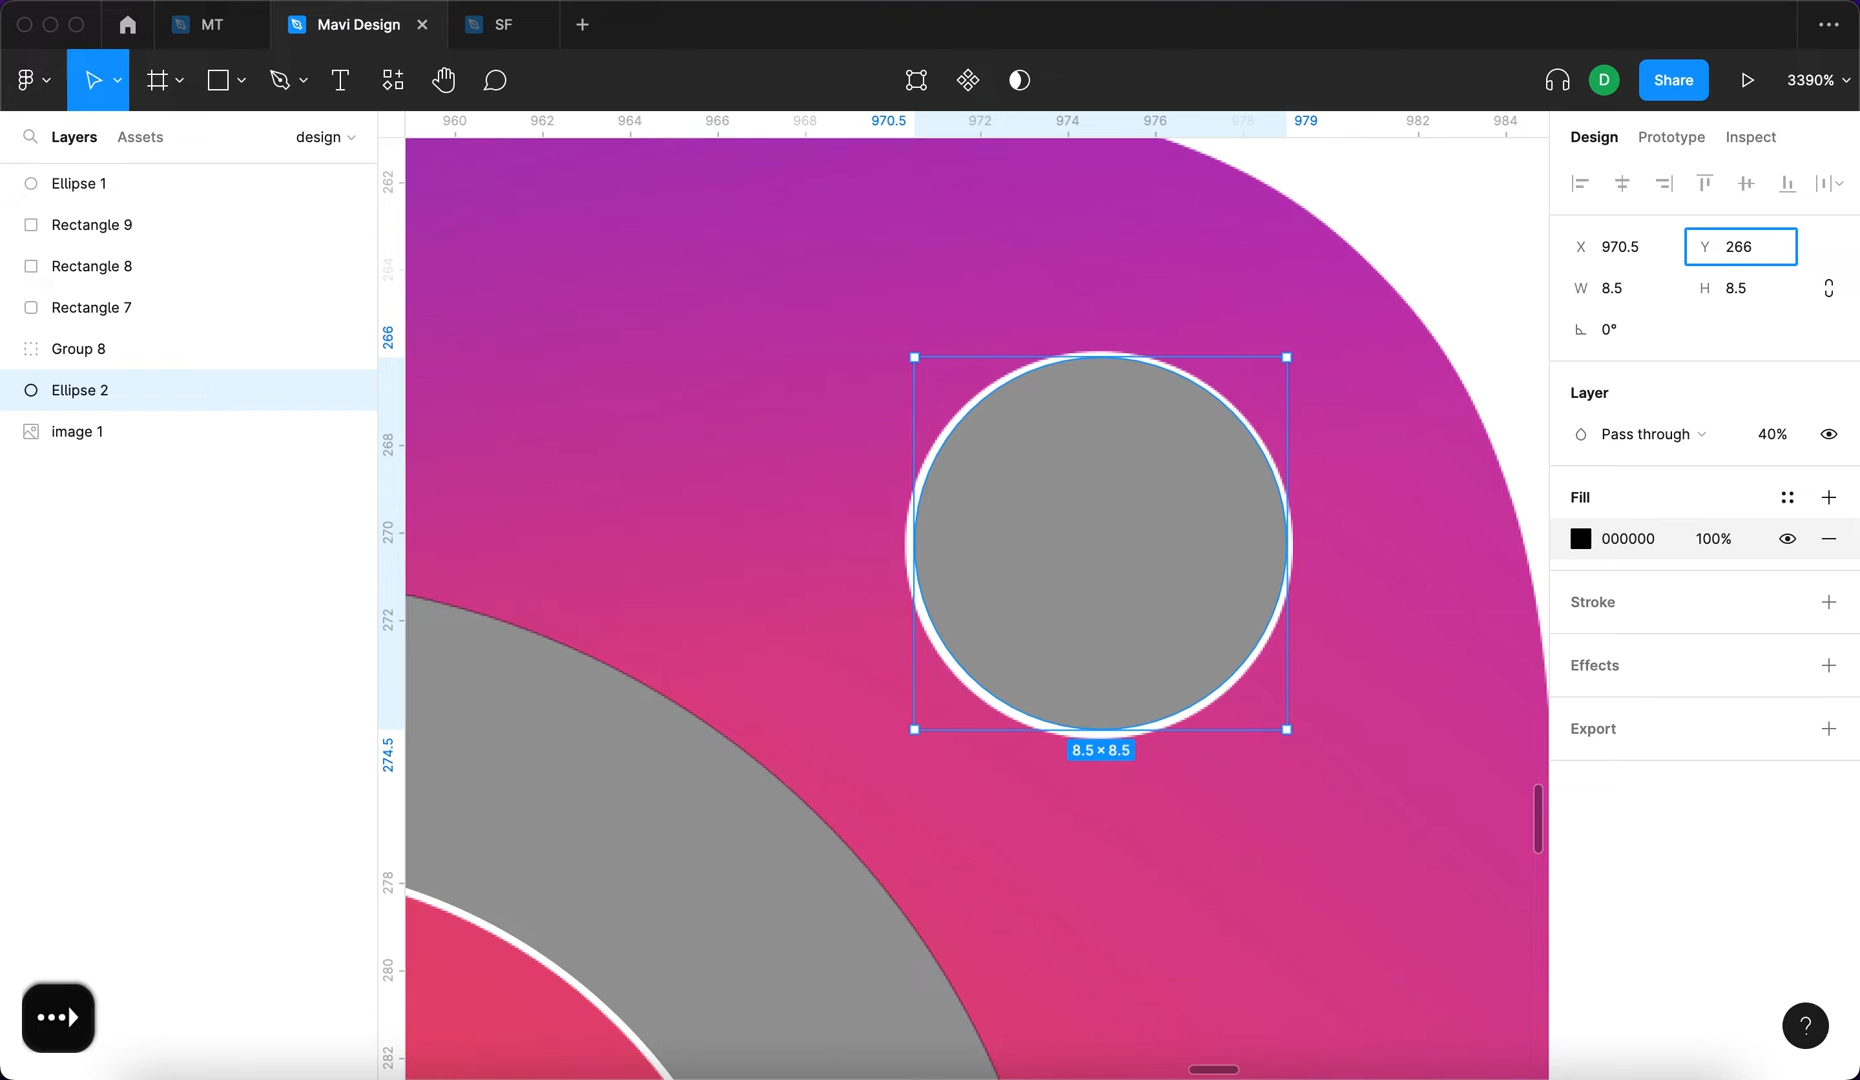 MT
Mavi Design
SF
D
Share
3390%
Layers
Assets
design
Ellipse 1
Rectangle 9
Rectangle 8
Rectangle 7
Group 8
Ellipse 2
image 1
960
962
964
966
968
970.5
972
974
976
978
979
982
984
262
264
266
268
270
272
274.5
278
280
282
8.5 × 8.5
Design
Prototype
Inspect
X 970.5
Y 266
W 8.5
H 8.5
0°
Layer
Pass through
40%
Fill
000000
100%
Stroke
Effects
Export
?